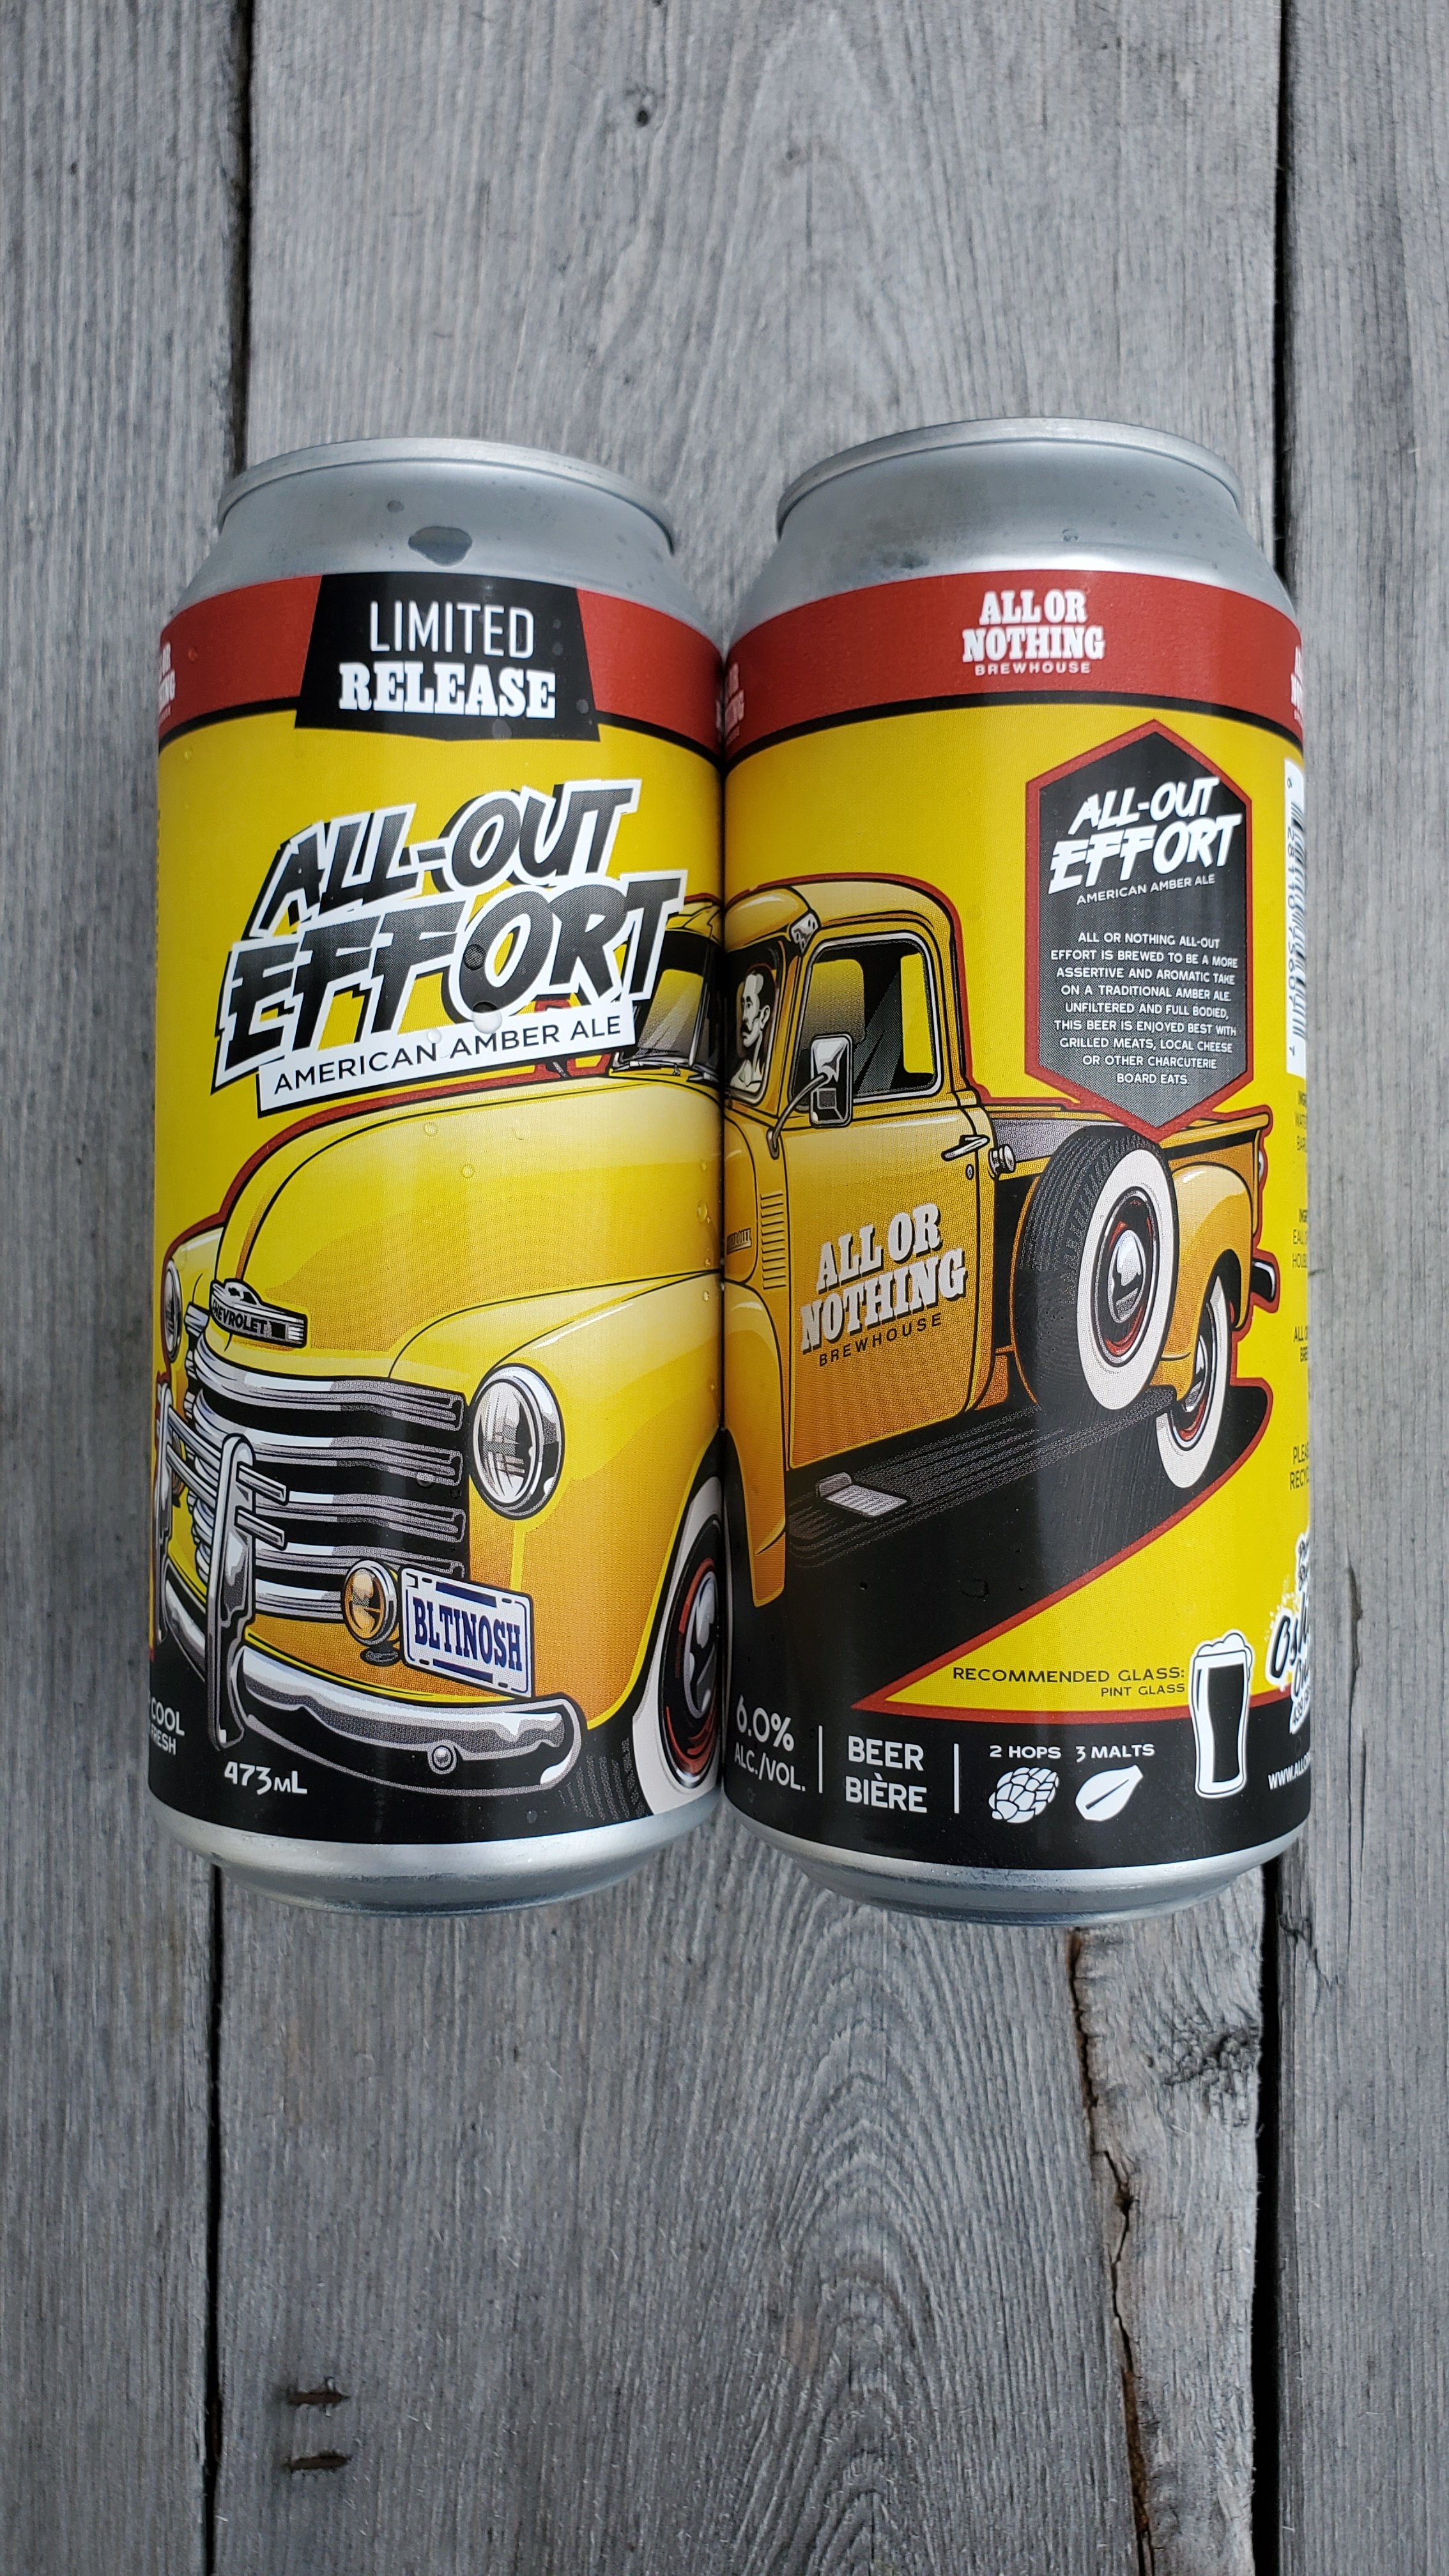 LIMITED
RELEASE
ALL-OUT
EFFORT
AMERICAN AMBER ALE
CHEVROLET
BLTINOSH
COOL
473mL
ALL OR
NOTHING
BREWHOUSE
ALL-OUT
EFFORT
AMERICAN AMBER ALE
ALL OR NOTHING ALL-OUT
EFFORT IS BREWED TO BE A MORE
ASSERTIVE AND AROMATIC TAKE
ON A TRADITIONAL AMBER ALE.
UNFILTERED AND FULL BODIED,
THIS BEER IS ENJOYED BEST WITH
GRILLED MEATS, LOCAL CHEESE
OR OTHER CHARCUTERIE
BOARD EATS.
ALL OR
NOTHING
BREWHOUSE
RECOMMENDED GLASS:
PINT GLASS
6.0%
ALC./VOL.
BEER
BIÈRE
2 HOPS 3 MALTS